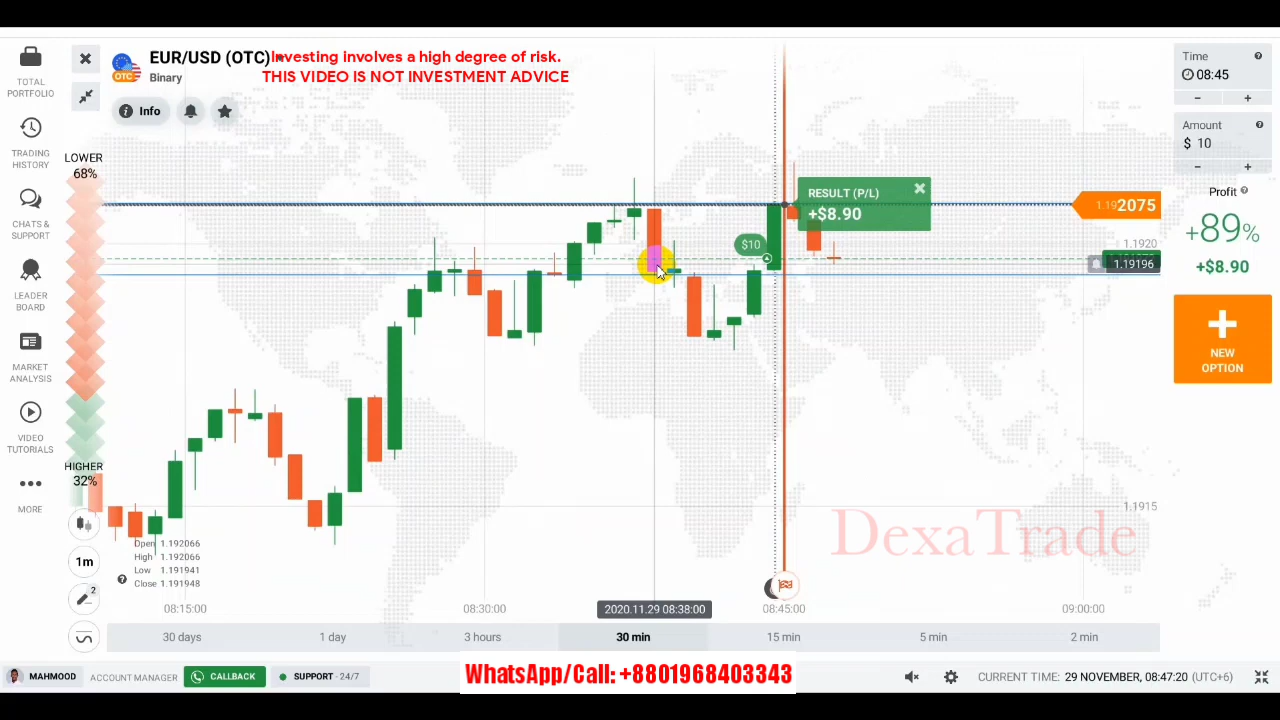 EUR/USD (OTC)
Investing involves a high degree of risk.
THIS VIDEO IS NOT INVESTMENT ADVICE
Binary
OTC
Info
TOTAL
PORTFOLIO
TRADING
HISTORY
CHATS &
SUPPORT
LEADER
BOARD
MARKET
ANALYSIS
VIDEO
TUTORIALS
MORE
LOWER
68%
HIGHER
32%
RESULT (P/L)
+$8.90
$10
1.192075
1.1920
1.19196
1.1915
Time
08:45
Amount
$ 10
Profit
+89%
+$8.90
NEW
OPTION
Open 1.192066
High 1.192066
Low 1.191941
Close 1.191948
1m
2
DexaTrade
08:15:00
08:30:00
2020.11.29 08:38:00
08:45:00
09:00:00
30 days
1 day
3 hours
30 min
15 min
5 min
2 min
MAHMOOD
ACCOUNT MANAGER
CALLBACK
SUPPORT - 24/7
WhatsApp/Call: +8801968403343
CURRENT TIME: 29 NOVEMBER, 08:47:20 (UTC+6)